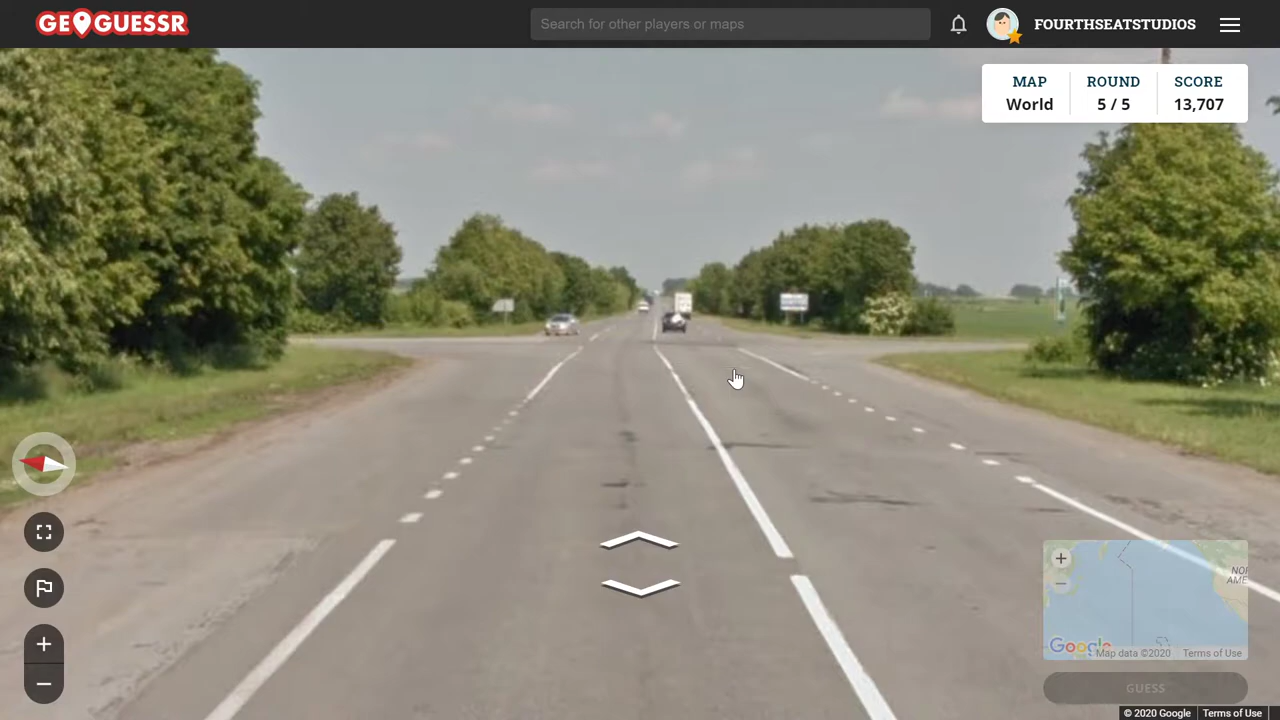 GEOGUESSR
Search for other players or maps
FOURTHSEATSTUDIOS
MAP
World
ROUND
5 / 5
SCORE
13,707
Google
Map data ©2020
Terms of Use
GUESS
© 2020 Google
Terms of Use